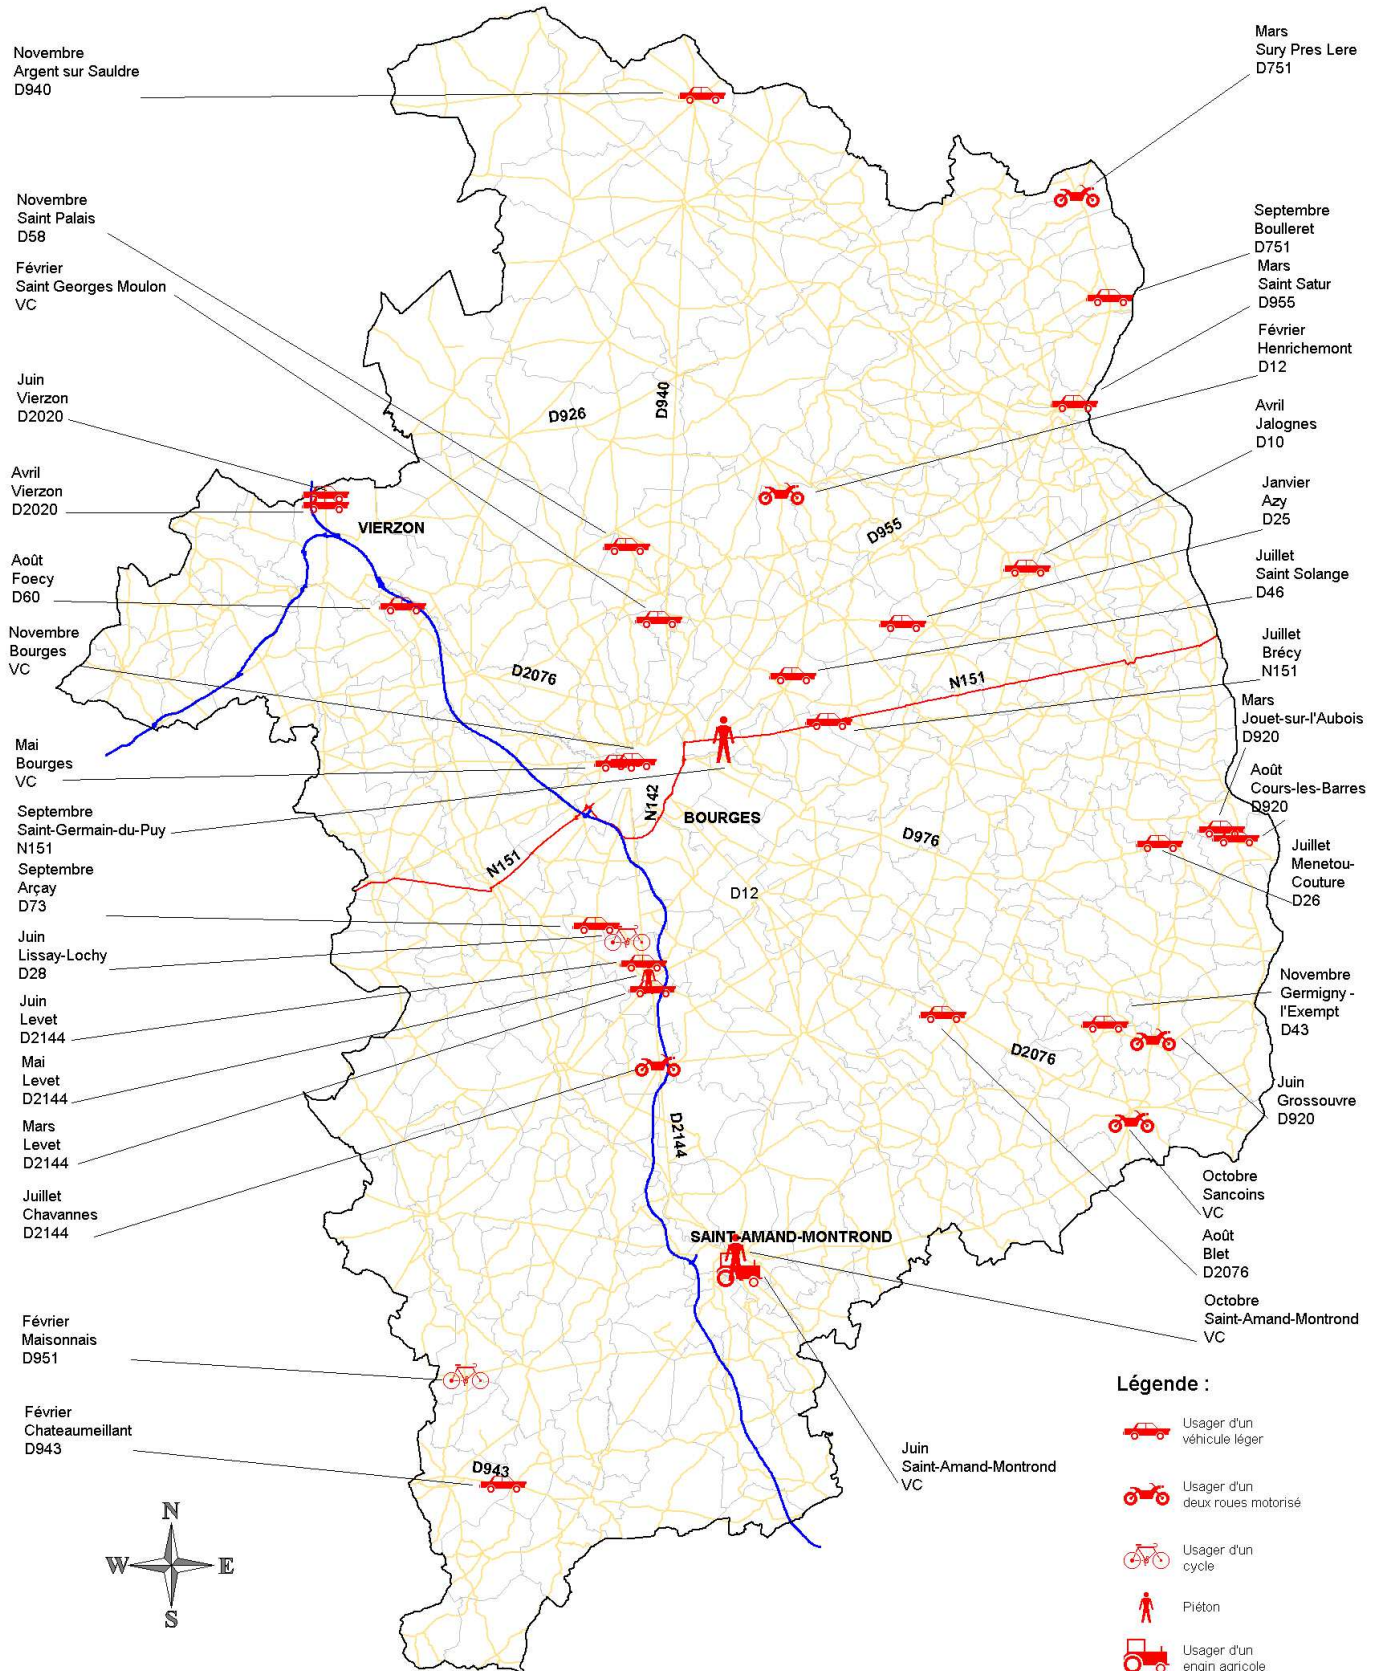 Novembre
Argent sur Sauldre
D940
Mars
Sury Pres Lere
D751
Novembre
Saint Palais
D58
Février
Saint Georges Moulon
VC
Juin
Vierzon
D2020
Avril
Vierzon
D2020
Août
Foecy
D60
Novembre
Bourges
VC
Mai
Bourges
VC
Septembre
Saint-Germain-du-Puy
N151
Septembre
Arçay
D73
Juin
Lissay-Lochy
D28
Juin
Levet
D2144
Mai
Levet
D2144
Mars
Levet
D2144
Juillet
Chavannes
D2144
Février
Maisonnais
D951
Février
Chateaumeillant
D943
Septembre
Boulleret
D751
Mars
Saint Satur
D955
Février
Henrichemont
D12
Avril
Jalognes
D10
Janvier
Azy
D25
Juillet
Saint Solange
D46
Juillet
Brécy
N151
Mars
Jouet-sur-l'Aubois
D920
Août
Cours-les-Barres
D920
Juillet
Menetou-
Couture
D26
Novembre
Germigny -
l'Exempt
D43
Juin
Grossouvre
D920
Octobre
Sancoins
VC
Août
Blet
D2076
Octobre
Saint-Amand-Montrond
VC
Juin
Saint-Amand-Montrond
VC
D926
D940
D955
VIERZON
D2076
N151
N142
BOURGES
N151
D976
D12
D2076
D2144
SAINT-AMAND-MONTROND
D943
N
W
E
S
Légende :
Usager d'un
véhicule léger
Usager d'un
deux roues motorisé
Usager d'un
cycle
Piéton
Usager d'un
engin agricole